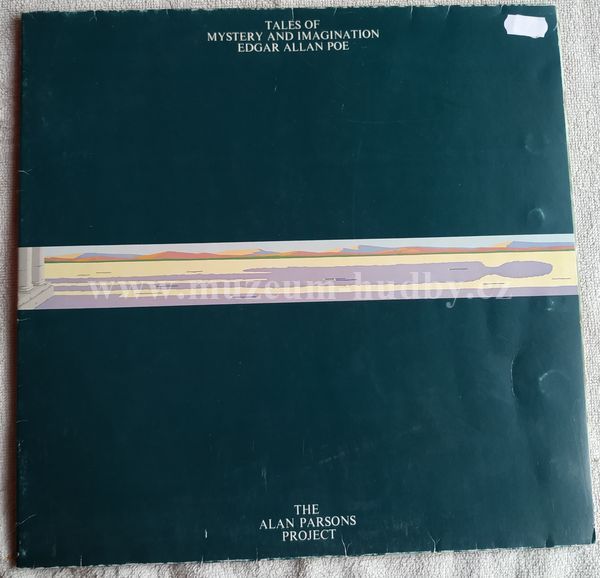 TALES OF
MYSTERY AND IMAGINATION
EDGAR ALLAN POE
www.muzeum-hudby.cz
THE
ALAN PARSONS
PROJECT